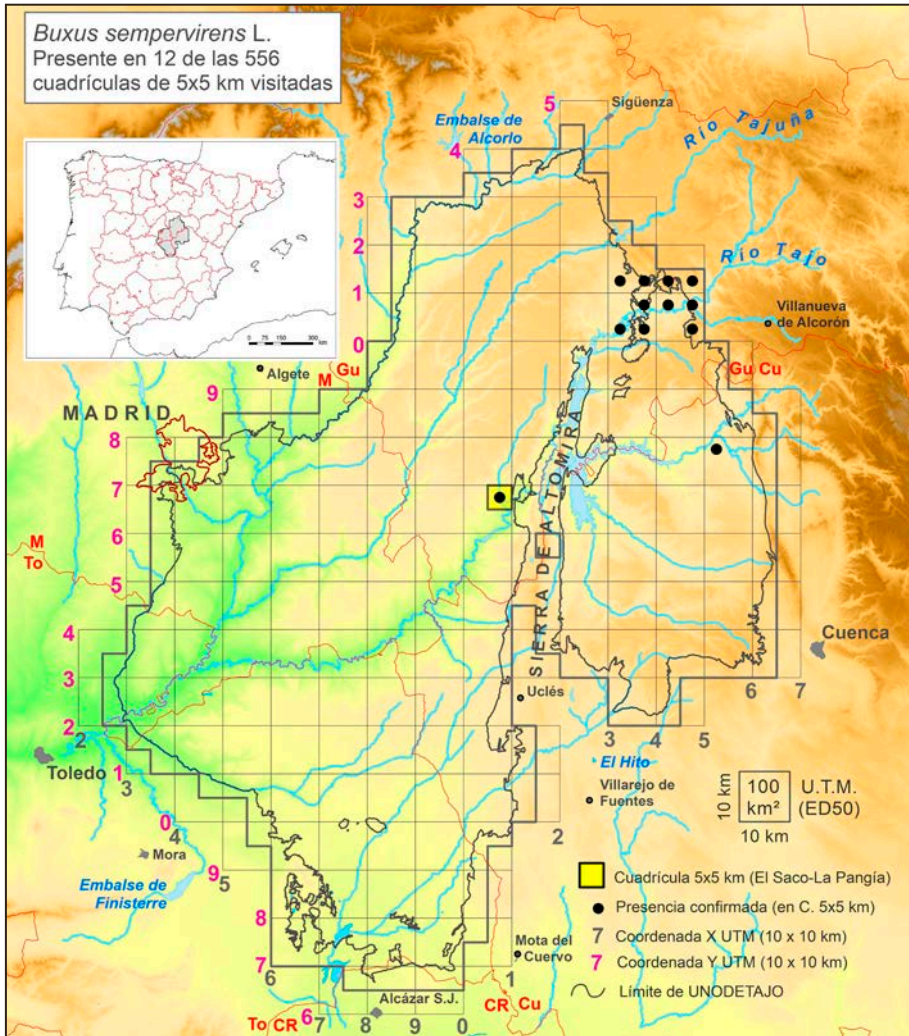 Buxus sempervirens L.
Presente en 12 de las 556
cuadrículas de 5x5 km visitadas
0 75 150 300
km
Embalse de
Alcorlo
5
Sigüenza
Río Tajuña
4
3
2
Río Tajo
1
Villanueva
de Alcorón
0
Algete
M
Gu
Gu Cu
9
MADRID
8
7
6
M
To
5
SIERRA DE ALTOMIRA
4
Cuenca
3
Uclés
6
7
2
2
3
4
5
Toledo
1
3
El Hito
Villarejo de
Fuentes
10 km
100
km²
10 km
U.T.M.
(ED50)
0
4
2
Mora
9
5
Embalse de
Finisterre
Cuadrícula 5x5 km (El Saco-La Pangía)
Presencia confirmada (en C. 5x5 km)
8
7 Coordenada X UTM (10 x 10 km)
Mota del
Cuervo
7 Coordenada Y UTM (10 x 10 km)
7
6
1
Límite de UNODETAJO
Alcázar S.J.
CR
Cu
To
CR
6
7
8
9
0